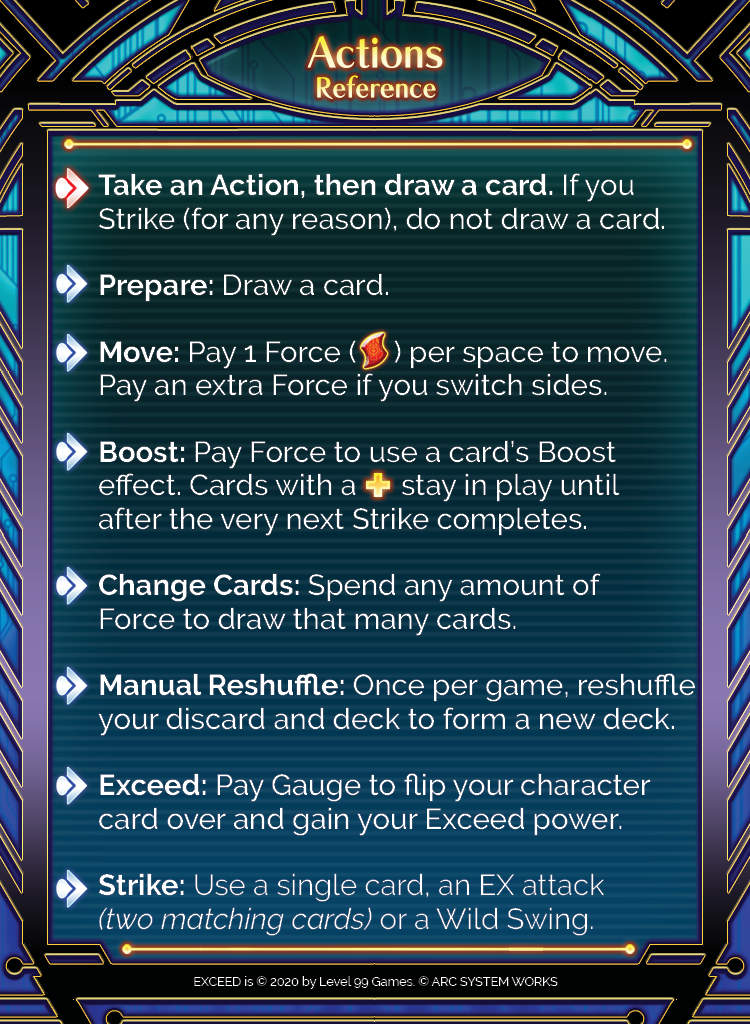 Actions
Reference
Take an Action, then draw a card. If you
Strike (for any reason), do not draw a card.
Prepare: Draw a card.
Move: Pay 1 Force ( ) per space to move.
Pay an extra Force if you switch sides.
Boost: Pay Force to use a card's Boost
effect. Cards with a + stay in play until
after the very next Strike completes.
Change Cards: Spend any amount of
Force to draw that many cards.
Manual Reshuffle: Once per game, reshuffle
your discard and deck to form a new deck.
Exceed: Pay Gauge to flip your character
card over and gain your Exceed power.
Strike: Use a single card, an EX attack
(two matching cards) or a Wild Swing.
EXCEED is © 2020 by Level 99 Games. © ARC SYSTEM WORKS